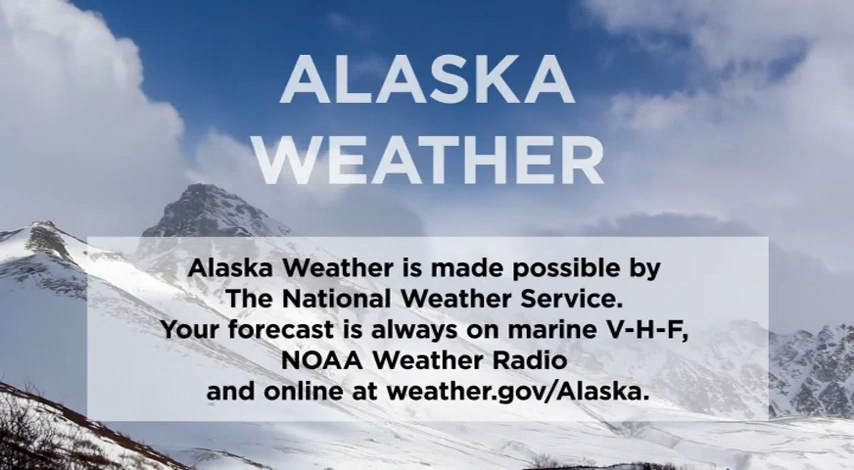 ALASKA
WEATHER
Alaska Weather is made possible by
The National Weather Service.
Your forecast is always on marine V-H-F,
NOAA Weather Radio
and online at weather.gov/Alaska.